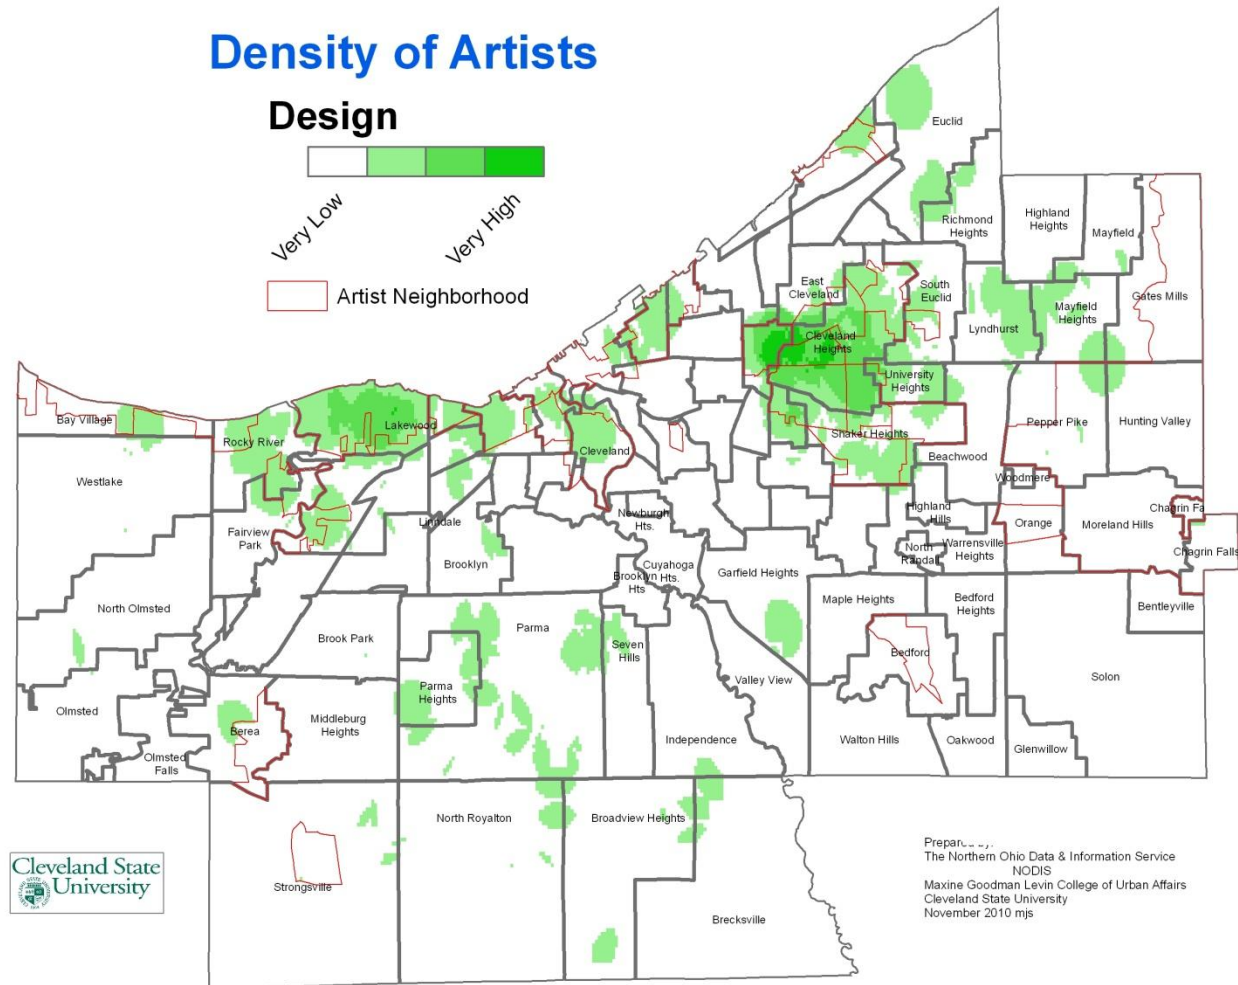 Density of Artists
Design
Very Low
Very High
Artist Neighborhood
Euclid
Richmond
Heights
Highland
Heights
Mayfield
East
Cleveland
South
Euclid
Gates Mills
Mayfield
Heights
Lyndhurst
Cleveland
Heights
University
Heights
Bay Village
Lakewood
Rocky River
Pepper Pike
Hunting Valley
Shaker Heights
Cleveland
Beachwood
Westlake
Woodmere
Chagrin Fa
Highland
Hills
Newburgh
Hts.
Linndale
Orange
Moreland Hills
Fairview
Park
North
Randall
Warrensville
Heights
Chagrin Falls
Brooklyn
Cuyahoga
Hts.
Brooklyn
Hts
Garfield Heights
North Olmsted
Maple Heights
Bedford
Heights
Bentleyville
Brook Park
Parma
Seven
Hills
Bedford
Solon
Valley View
Parma
Heights
Olmsted
Middleburg
Heights
Berea
Independence
Walton Hills
Oakwood
Glenwillow
Olmsted
Falls
North Royalton
Broadview Heights
Strongsville
Brecksville
Cleveland State
University
The Northern Ohio Data & Information Service
NODIS
Maxine Goodman Levin College of Urban Affairs
Cleveland State University
November 2010 mjs